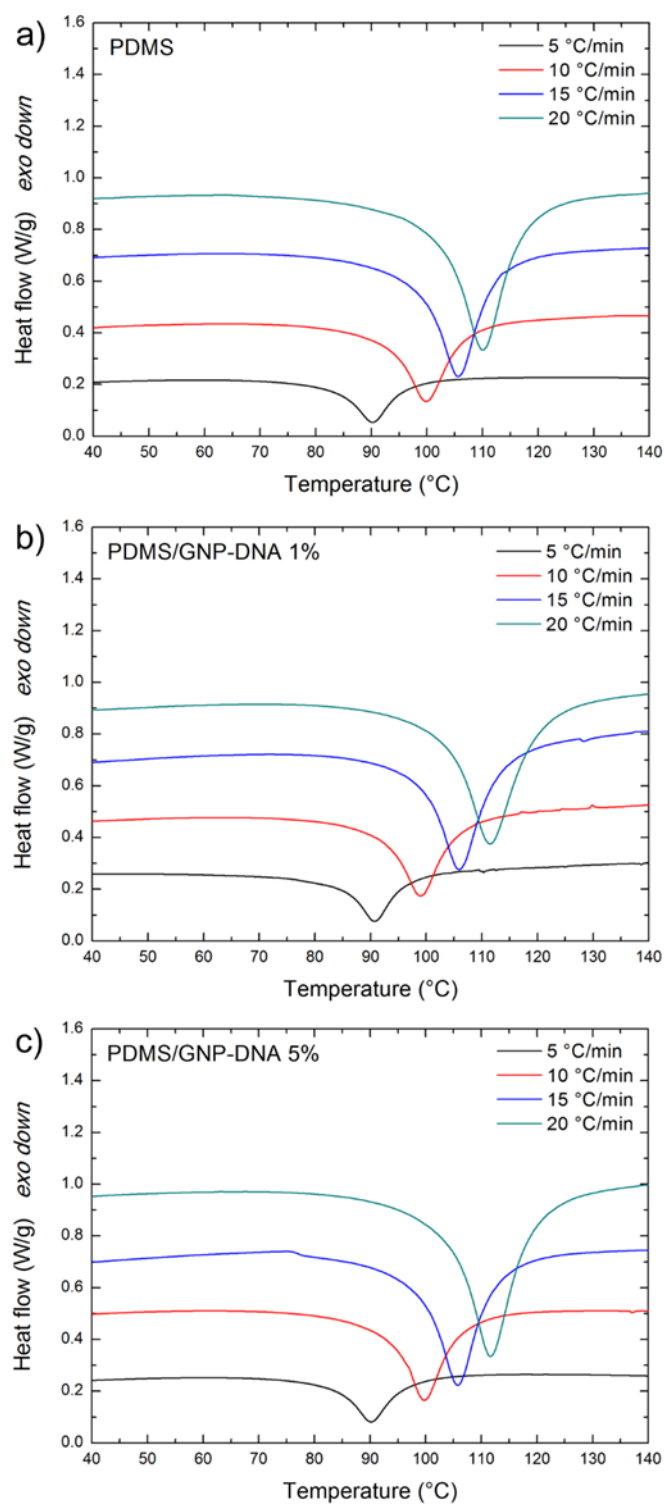 a)
PDMS
5 °C/min
10 °C/min
15 °C/min
20 °C/min
Heat flow (W/g) exo down
1.6
1.4
1.2
1.0
0.8
0.6
0.4
0.2
0.0
40 50 60 70 80 90 100 110 120 130 140
Temperature (°C)
b)
PDMS/GNP-DNA 1%
5 °C/min
10 °C/min
15 °C/min
20 °C/min
Heat flow (W/g) exo down
1.6
1.4
1.2
1.0
0.8
0.6
0.4
0.2
0.0
40 50 60 70 80 90 100 110 120 130 140
Temperature (°C)
c)
PDMS/GNP-DNA 5%
5 °C/min
10 °C/min
15 °C/min
20 °C/min
Heat flow (W/g) exo down
1.6
1.4
1.2
1.0
0.8
0.6
0.4
0.2
0.0
40 50 60 70 80 90 100 110 120 130 140
Temperature (°C)